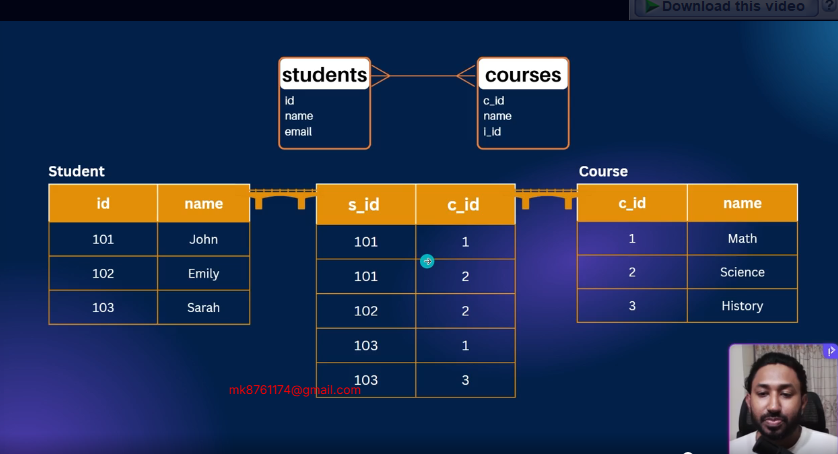 Download this video
?
students
id
name
email
courses
c_id
name
i_id
Student
id name
101 John
102 Emily
103 Sarah
s_id c_id
101 1
101 2
102 2
103 1
103 3
Course
c_id name
1 Math
2 Science
3 History
mk8761174@gmail.com